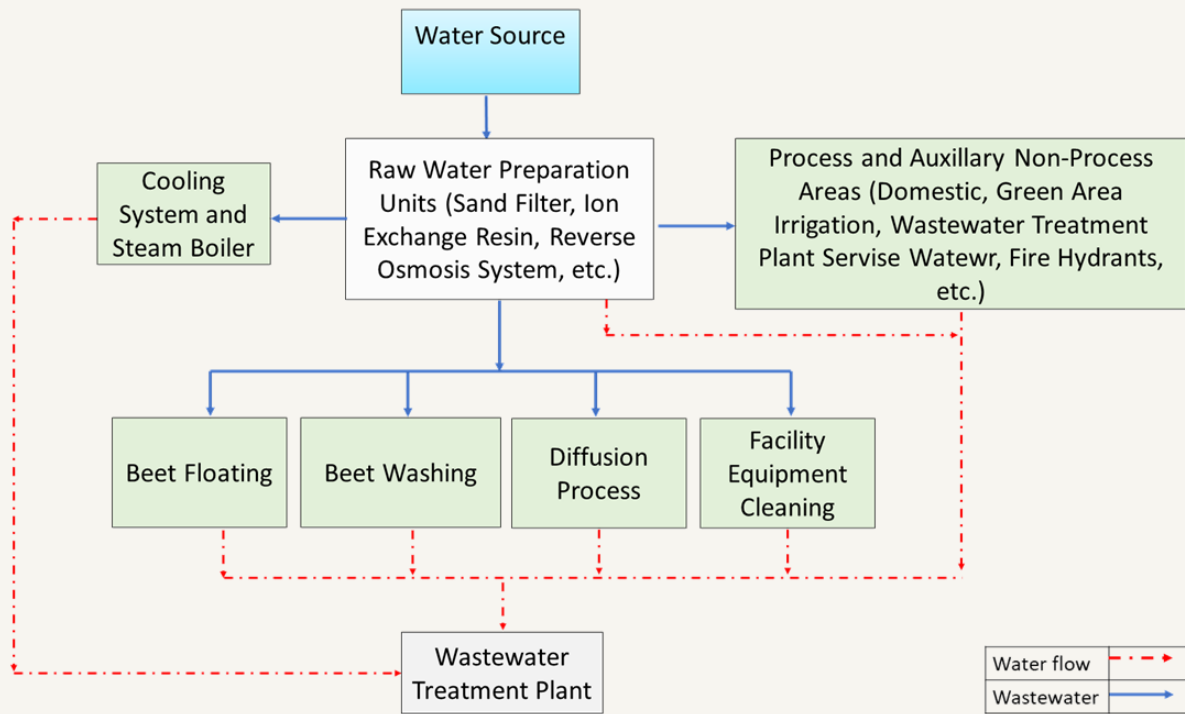 Water Source
Raw Water Preparation
Units (Sand Filter, Ion
Exchange Resin, Reverse
Osmosis System, etc.)
Cooling
System and
Steam Boiler
Process and Auxillary Non-Process
Areas (Domestic, Green Area
Irrigation, Wastewater Treatment
Plant Servise Watewr, Fire Hydrants,
etc.)
Beet Floating
Beet Washing
Diffusion
Process
Facility
Equipment
Cleaning
Wastewater
Treatment Plant
Water flow
Wastewater